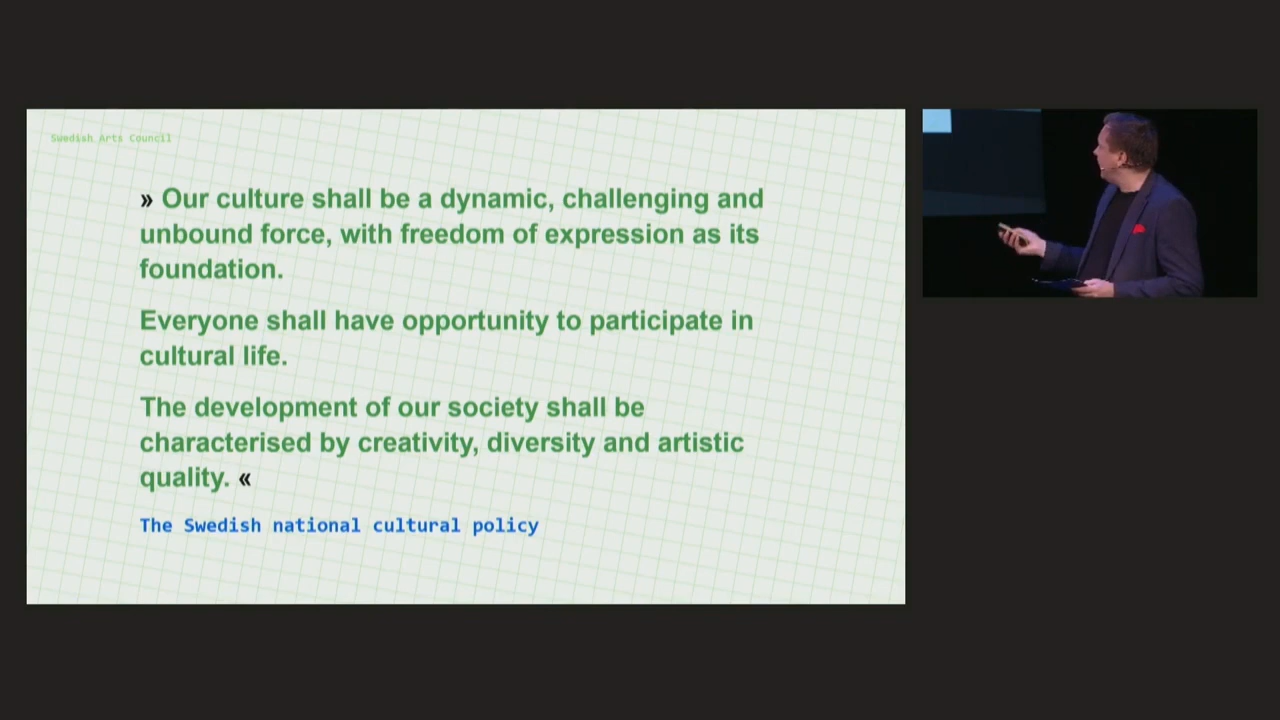 Swedish Arts Council
» Our culture shall be a dynamic, challenging and
unbound force, with freedom of expression as its
foundation.
Everyone shall have opportunity to participate in
cultural life.
The development of our society shall be
characterised by creativity, diversity and artistic
quality. «
The Swedish national cultural policy